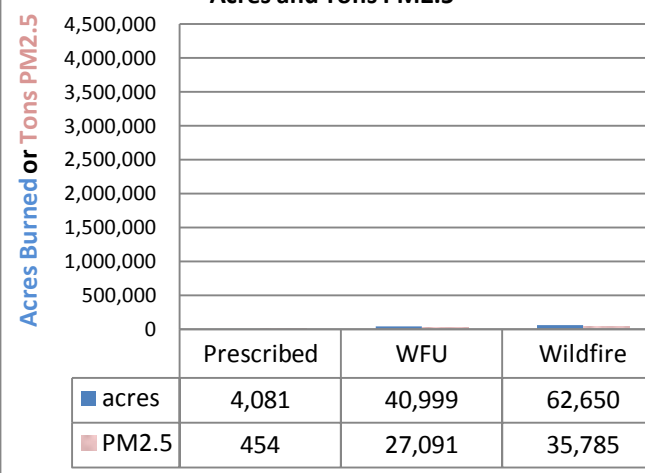 Acres and Tons PM2.5
Acres Burned or Tons PM2.5
4,500,000
4,000,000
3,500,000
3,000,000
2,500,000
2,000,000
1,500,000
1,000,000
500,000
0
Prescribed WFU Wildfire
acres 4,081 40,999 62,650
PM2.5 454 27,091 35,785